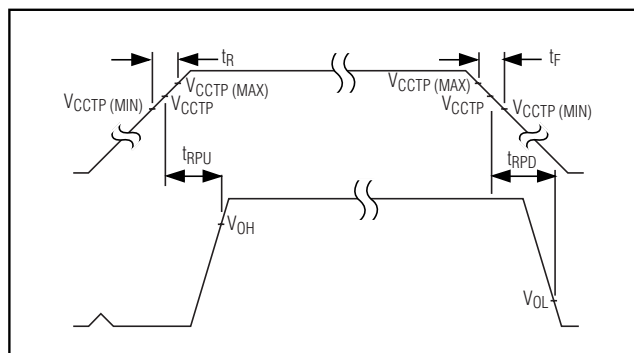 tR
tF
VCCTP (MAX)
VCCTP (MAX)
VCCTP (MIN)
VCCTP
VCCTP
VCCTP (MIN)
tRPU
tRPD
VOH
VOL